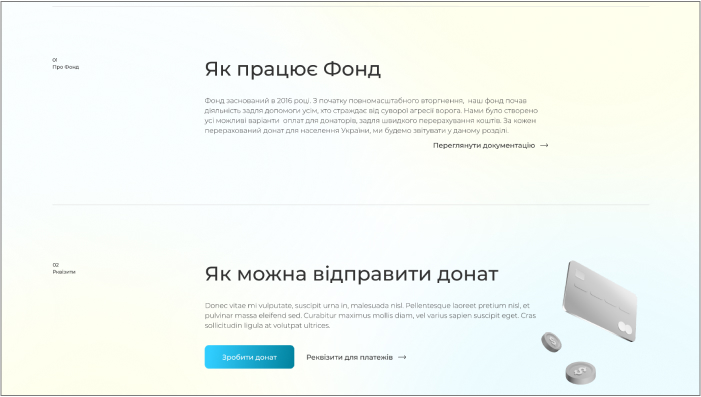 01
Про Фонд
Як працює Фонд
Фонд заснований в 2016 році. З початку повномасштабного вторгнення, наш фонд почав
діяльність задля допомоги усім, хто страждає від суворої агресії ворога. Нами було створено
усі можливі варіанти оплат для донаторів, задля швидкого перерахування коштів. За кожен
перерахований донат для населення України, ми будемо звітувати у даному розділі.
Переглянути документацію →
02
Реквізити
Як можна відправити донат
Donec vitae mi vulputate, suscipit urna in, malesuada nisl. Pellentesque laoreet pretium nisl, et
pulvinar massa eleifend sed. Curabitur maximus mollis diam, vel varius sapien suscipit eget. Cras
sollicitudin ligula at volutpat ultrices.
Зробити донат
Реквізити для платежів →